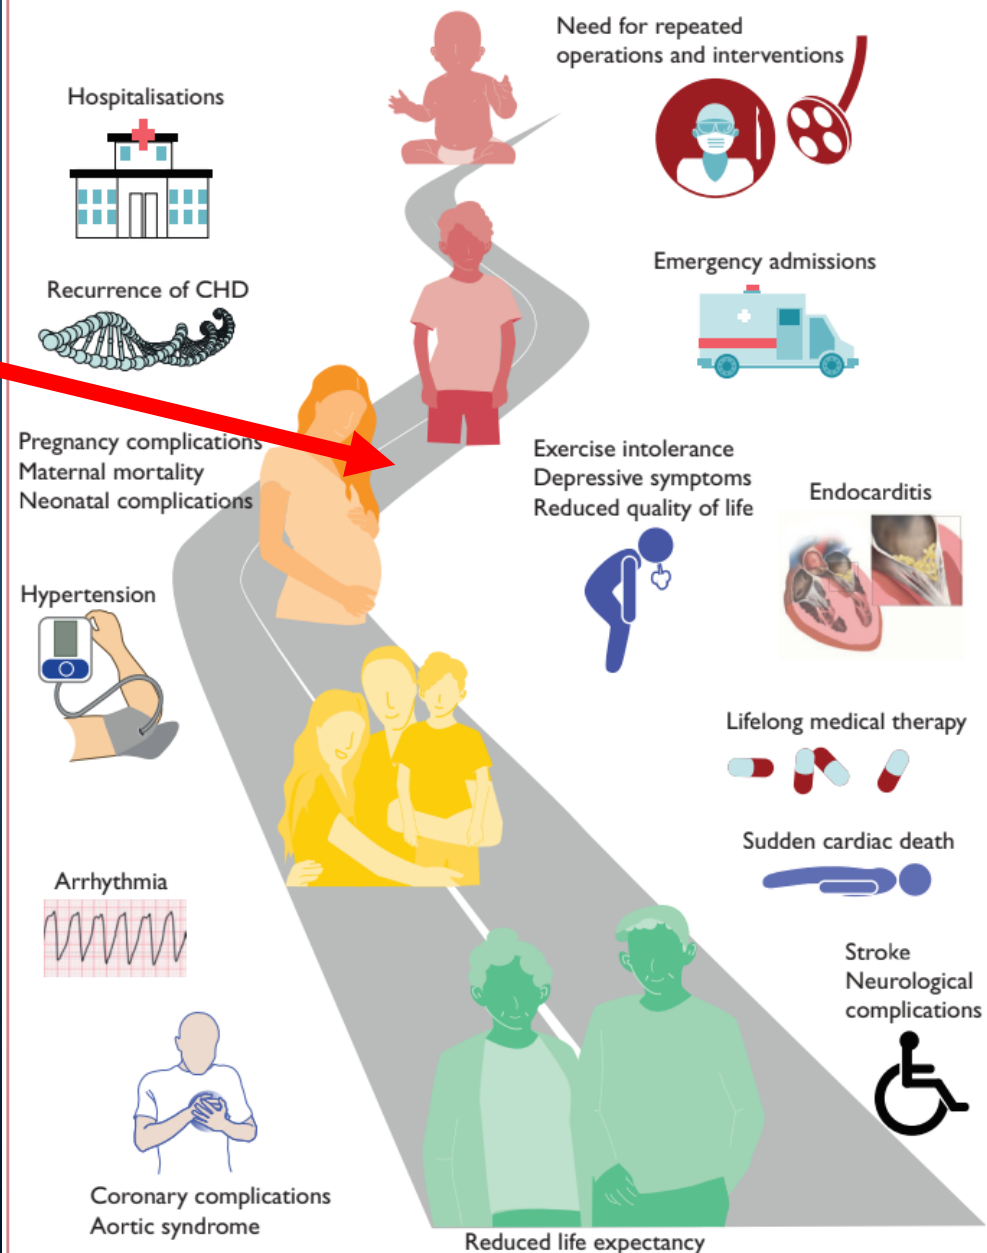 Need for repeated
operations and interventions
Hospitalisations
Emergency admissions
Recurrence of CHD
Pregnancy complications
Maternal mortality
Neonatal complications
Exercise intolerance
Depressive symptoms
Reduced quality of life
Endocarditis
Hypertension
Lifelong medical therapy
Sudden cardiac death
Arrhythmia
Stroke
Neurological
complications
Coronary complications
Aortic syndrome
Reduced life expectancy